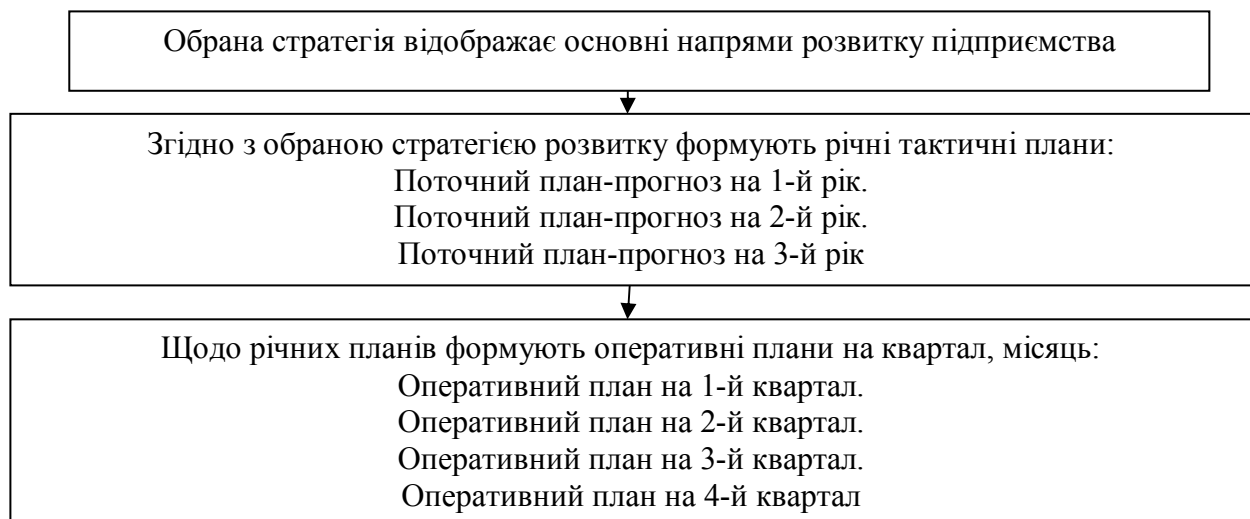 Обрана стратегія відображає основні напрями розвитку підприємства
Згідно з обраною стратегією розвитку формують річні тактичні плани:
Поточний план-прогноз на 1-й рік.
Поточний план-прогноз на 2-й рік.
Поточний план-прогноз на 3-й рік
Щодо річних планів формують оперативні плани на квартал, місяць:
Оперативний план на 1-й квартал.
Оперативний план на 2-й квартал.
Оперативний план на 3-й квартал.
Оперативний план на 4-й квартал